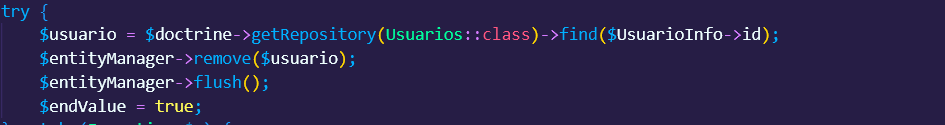 try {
$usuario = $doctrine->getRepository(Usuarios::class)->find($UsuarioInfo->id);
$entityManager->remove($usuario);
$entityManager->flush();
$endValue = true;